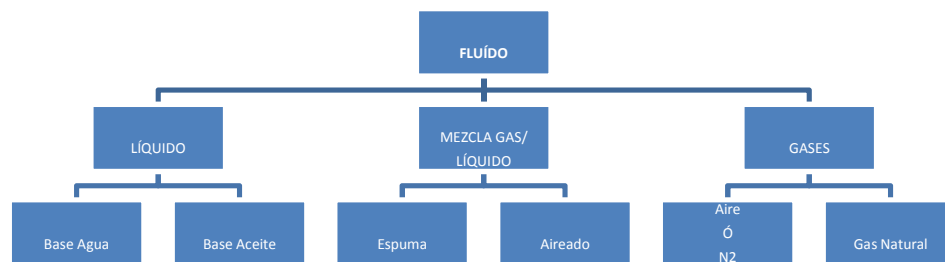 FLUÍDO
LÍQUIDO
MEZCLA GAS/
LÍQUIDO
GASES
Base Agua
Base Aceite
Espuma
Aireado
Aire
Ó
N2
Gas Natural